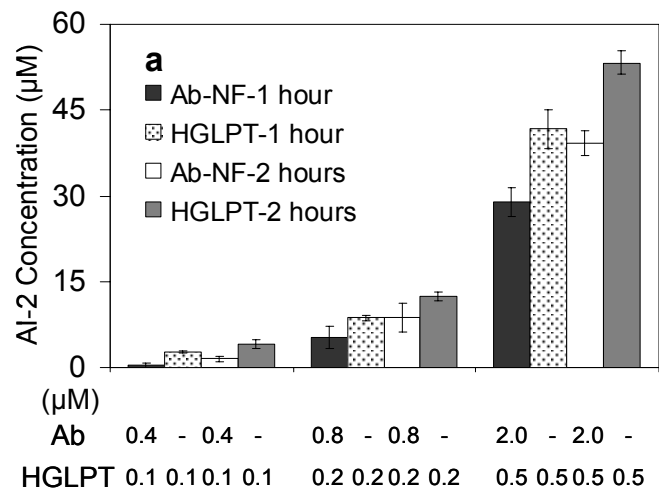 60
45
30
15
0
AI-2 Concentration (µM)
a
Ab-NF-1 hour
HGLPT-1 hour
Ab-NF-2 hours
HGLPT-2 hours
(µM)
Ab 0.4 - 0.4 - 0.8 - 0.8 - 2.0 - 2.0 -
HGLPT 0.1 0.1 0.1 0.1 0.2 0.2 0.2 0.2 0.5 0.5 0.5 0.5